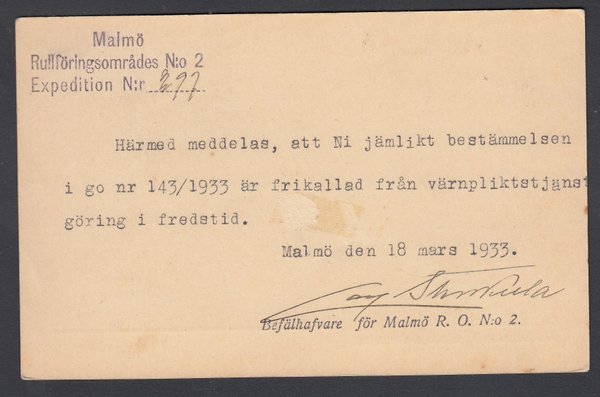 Malmö
Rullföringsområdes N:o 2
Expedition N:r 297
Härmed meddelas, att Ni jämlikt bestämmelsen
i go nr 143/1933 är frikallad från värnpliktstjänst
göring i fredstid.
Malmö den 18 mars 1933.
Befälhafvare för Malmö R. O. N:o 2.